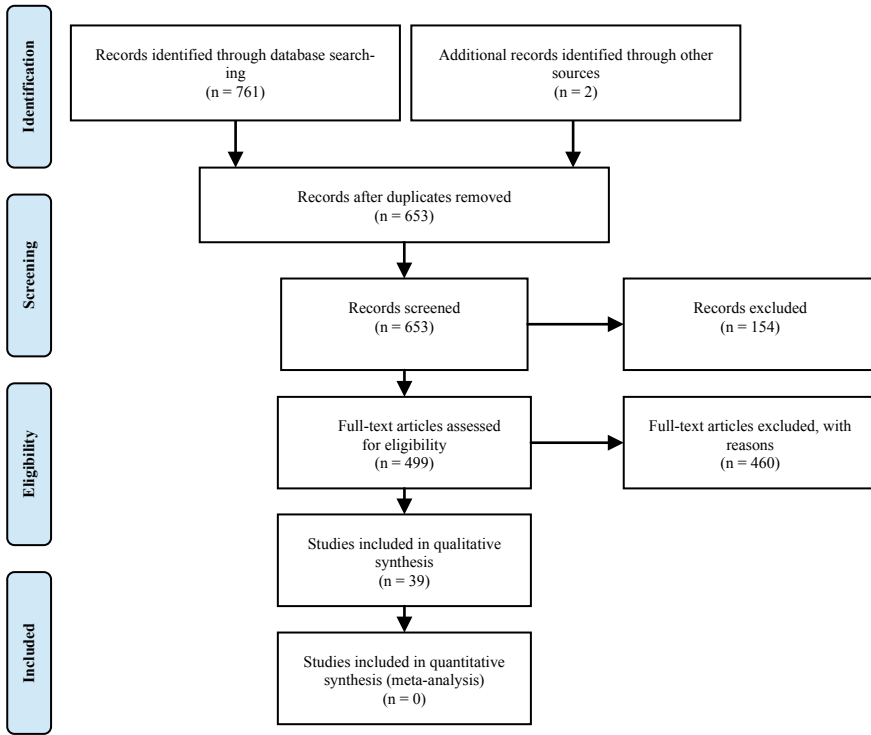 Identification
Records identified through database search-
ing
(n = 761)
Additional records identified through other
sources
(n = 2)
Records after duplicates removed
(n = 653)
Screening
Records screened
(n = 653)
Records excluded
(n = 154)
Eligibility
Full-text articles assessed
for eligibility
(n = 499)
Full-text articles excluded, with
reasons
(n = 460)
Studies included in qualitative
synthesis
(n = 39)
Included
Studies included in quantitative
synthesis (meta-analysis)
(n = 0)